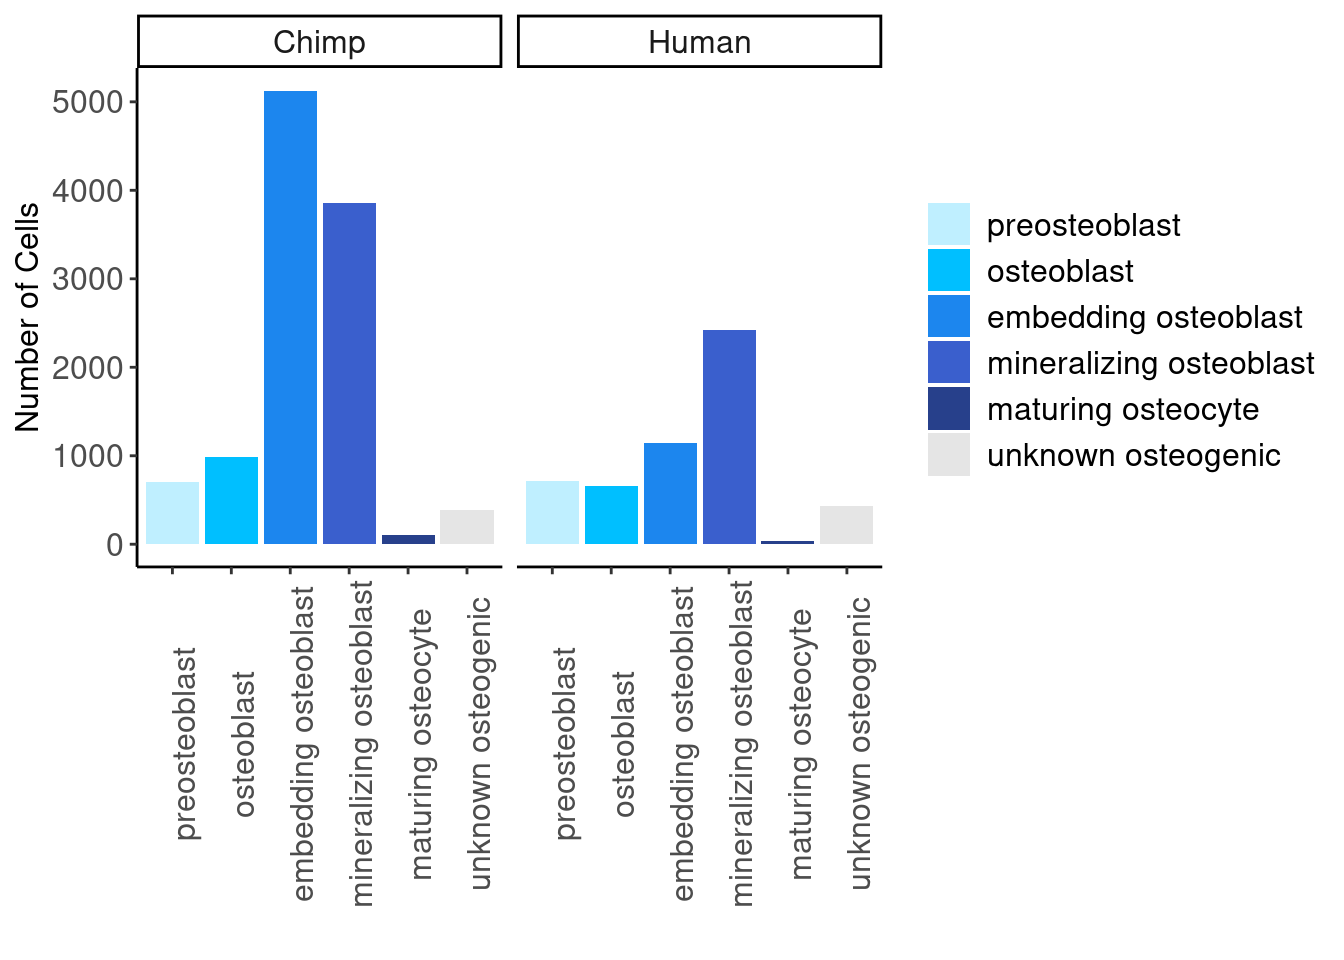 Chimp
Human
Number of Cells
5000
4000
3000
2000
1000
0
preosteoblast
osteoblast
embedding osteoblast
mineralizing osteoblast
maturing osteocyte
unknown osteogenic
preosteoblast
osteoblast
embedding osteoblast
mineralizing osteoblast
maturing osteocyte
unknown osteogenic
preosteoblast
osteoblast
embedding osteoblast
mineralizing osteoblast
maturing osteocyte
unknown osteogenic